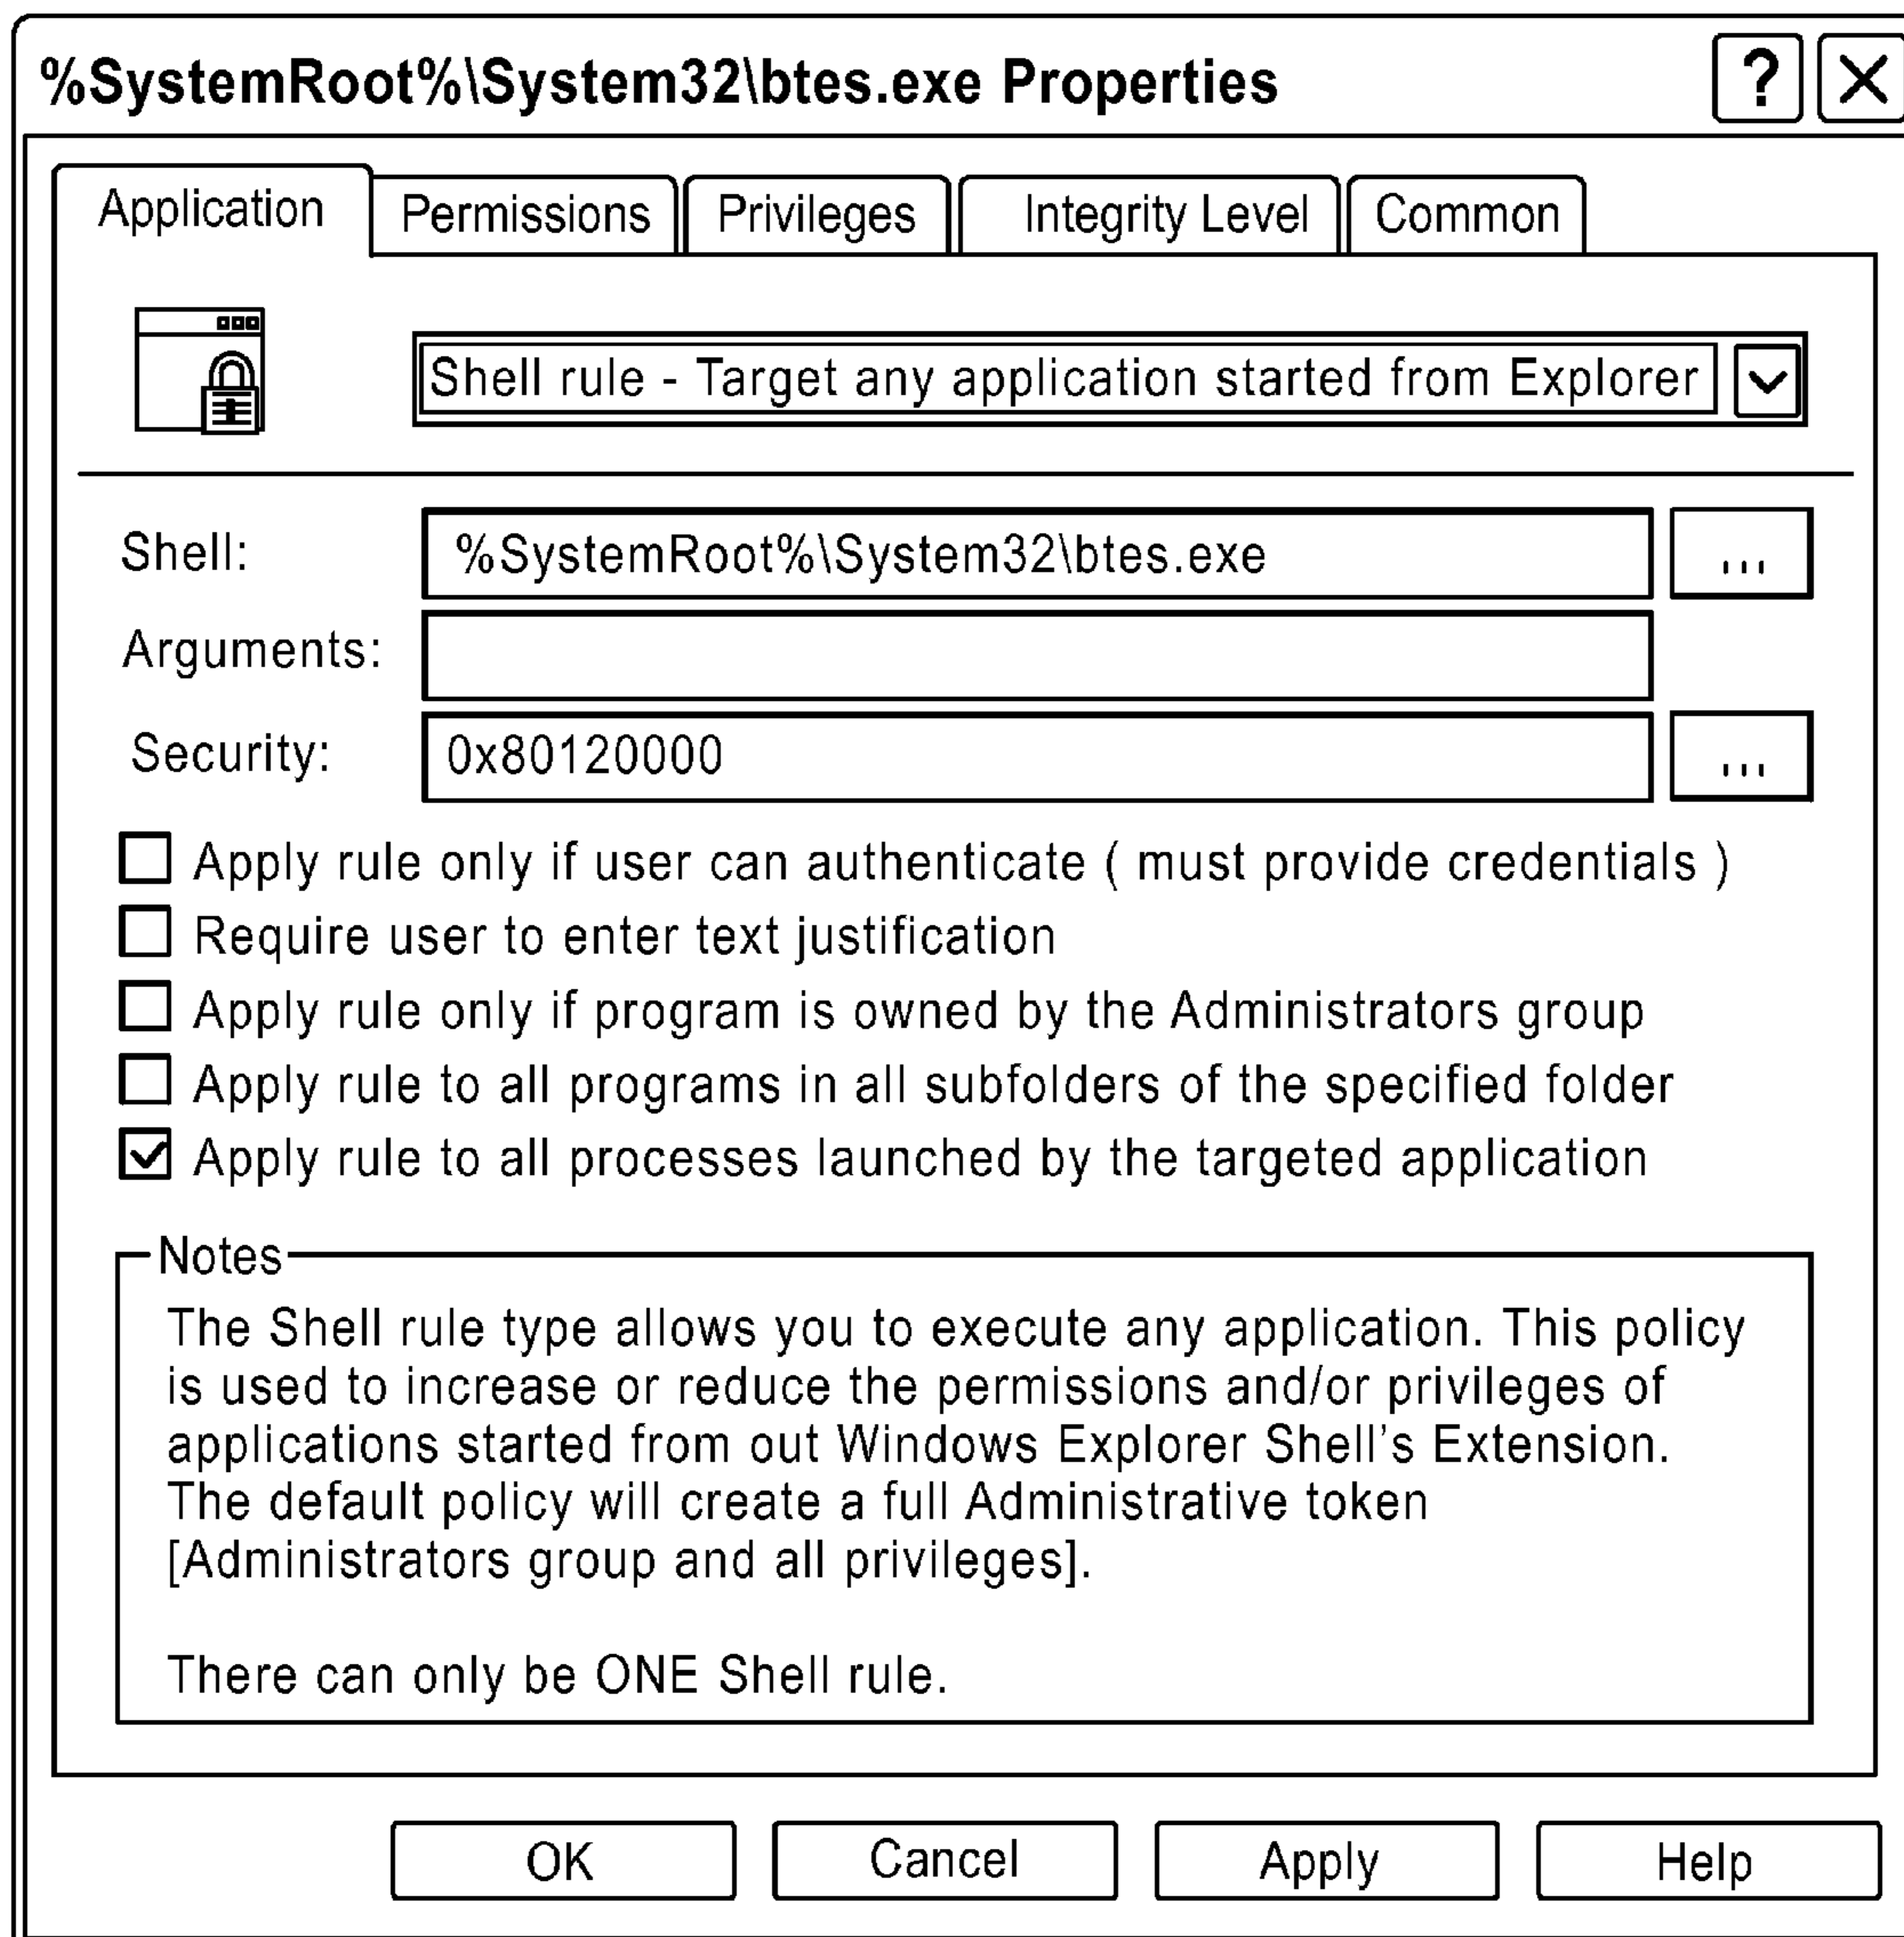 %SystemRoot%\System32\btes.exe Properties ?
Application Permissions Privileges Integrity Level Common
Shell rule - Target any application started from Explorer
Shell: %SystemRoot%\System32\btes.exe ...
Arguments:
Security: 0x80120000 ...
Apply rule only if user can authenticate ( must provide credentials )
Require user to enter text justification
Apply rule only if program is owned by the Administrators group
Apply rule to all programs in all subfolders of the specified folder
Apply rule to all processes launched by the targeted application
Notes
The Shell rule type allows you to execute any application. This policy
is used to increase or reduce the permissions and/or privileges of
applications started from out Windows Explorer Shell's Extension.
The default policy will create a full Administrative token
[Administrators group and all privileges].
There can only be ONE Shell rule.
OK Cancel Apply Help